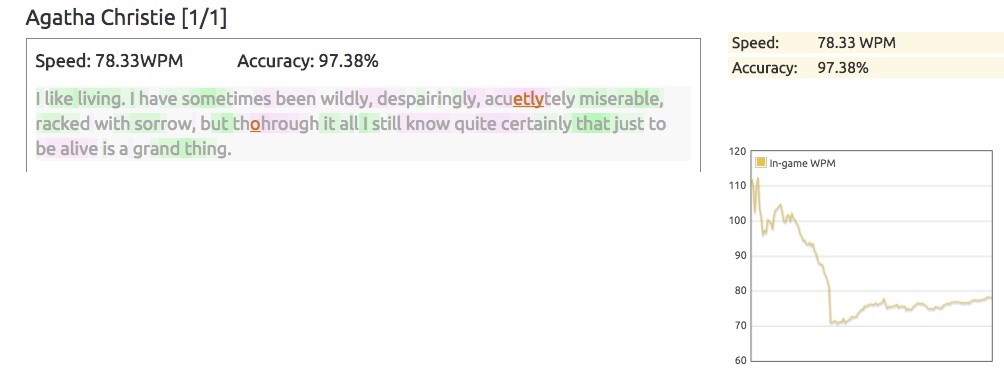 Agatha Christie [1/1]
Speed: 78.33WPM Accuracy: 97.38%
I like living. I have sometimes been wildly, despairingly, acuetlytely miserable,
racked with sorrow, but thohrough it all I still know quite certainly that just to
be alive is a grand thing.
Speed: 78.33 WPM
Accuracy: 97.38%
In-game WPM
120
110
100
90
80
70
60